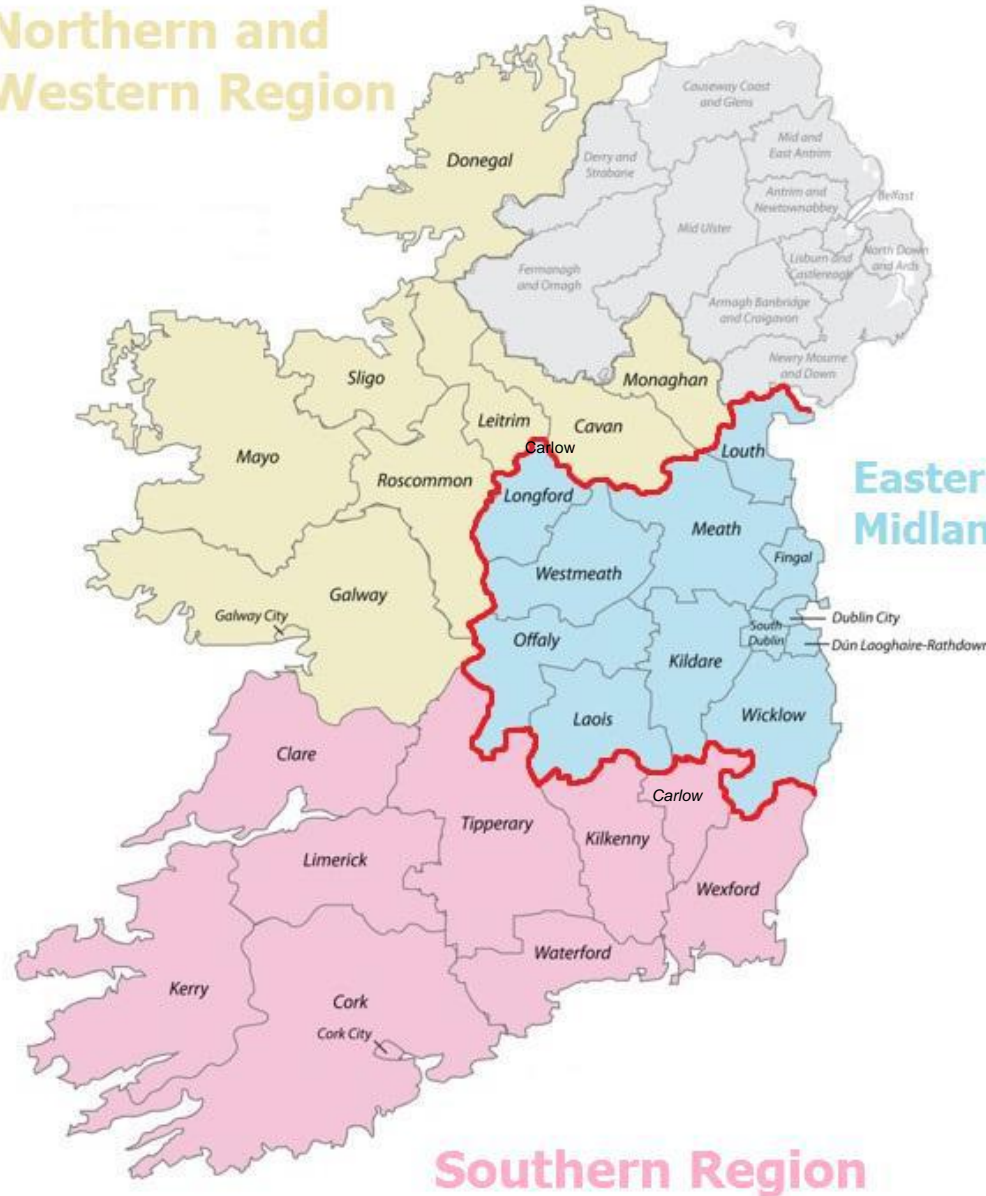 Northern and
Western Region
Causeway Coast
and Glens
Donegal
Derry and
Strabane
Mid and
East Antrim
Antrim and
Newtownabbey
Belfast
Mid Ulster
Fermanagh
and Omagh
Lisburn and
Castlereagh
North Down
and Ards
Armagh Banbridge
and Craigavon
Newry Mourne
and Down
Sligo
Monaghan
Leitrim
Cavan
Carlow
Louth
Mayo
Roscommon
Longford
Easter
Midlan
Meath
Fingal
Westmeath
Galway
Galway City
Dublin City
South
Dublin
Offaly
Dún Laoghaire-Rathdown
Kildare
Laois
Wicklow
Clare
Carlow
Tipperary
Kilkenny
Limerick
Wexford
Waterford
Kerry
Cork
Cork City
Southern Region